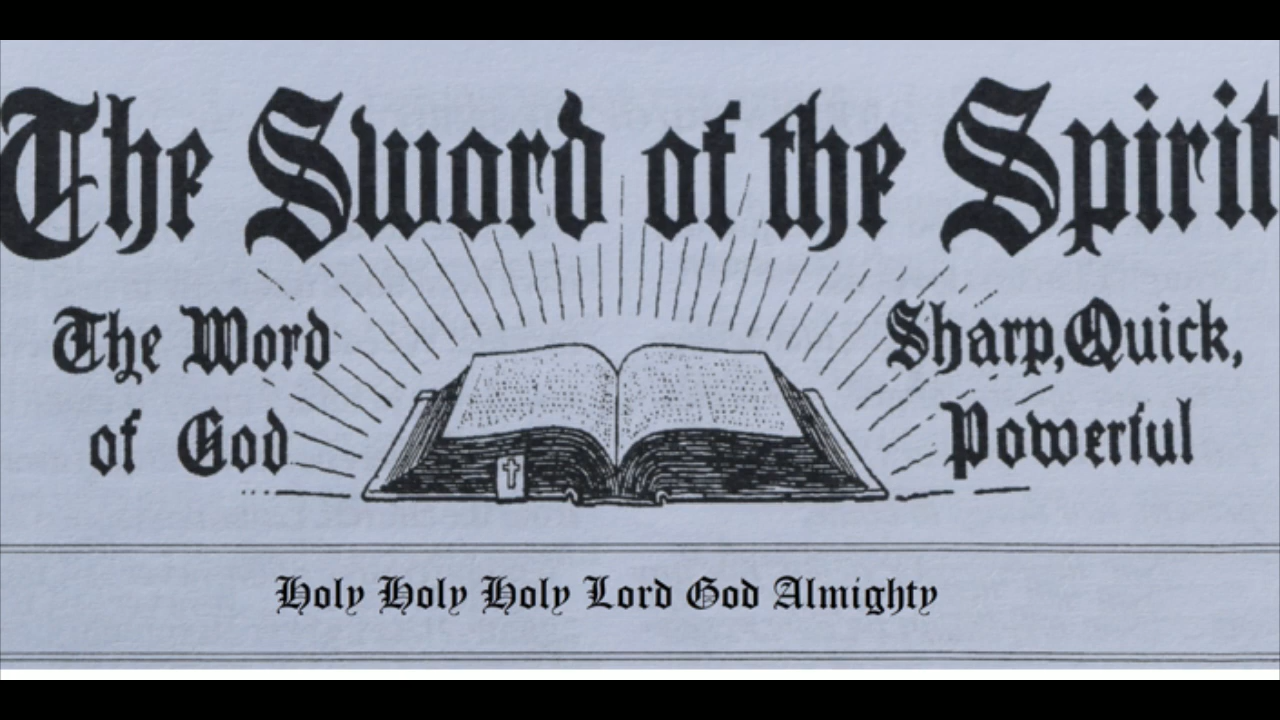 The Sword of the Spirit
The Word
of God
Sharp,Quick,
Powerful
Holy Holy Holy Lord God Almighty